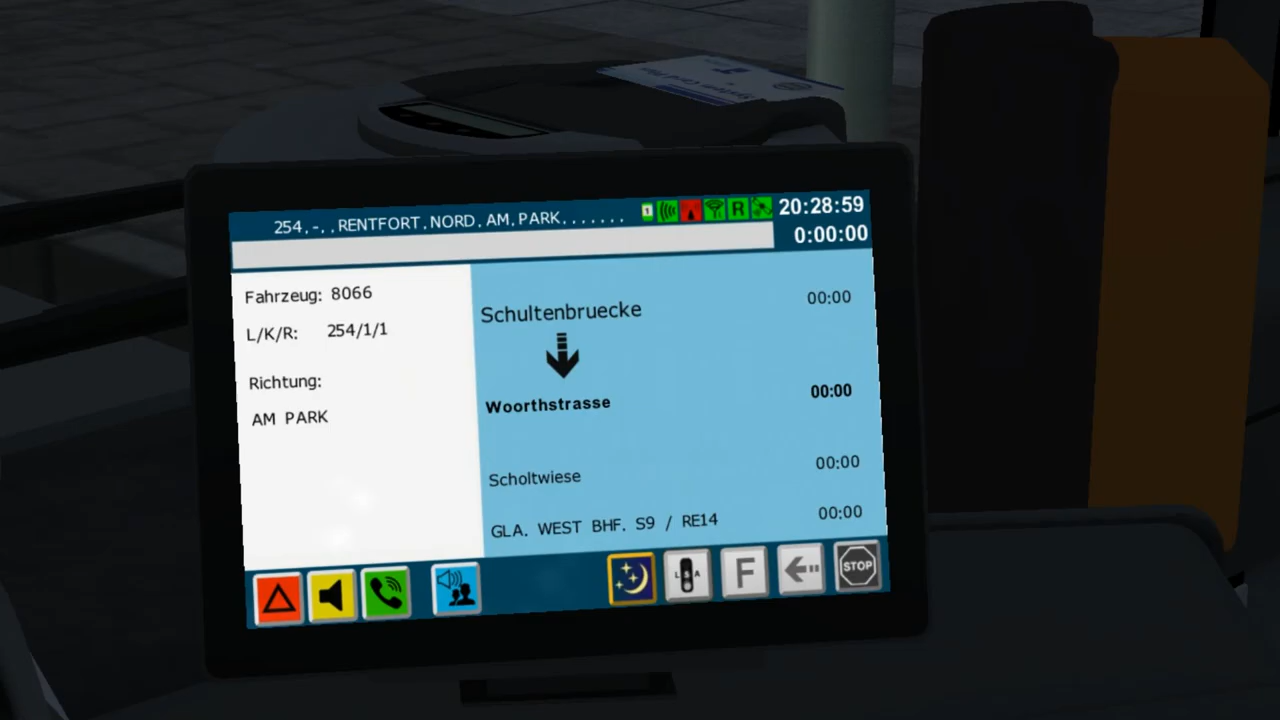 254.-..RENTFORT.NORD.AM.PARK.......
1
R
20:28:59
0:00:00
Fahrzeug: 8066
L/K/R: 254/1/1
Richtung:
AM PARK
Schultenbruecke 00:00
Woorthstrasse 00:00
Scholtwiese 00:00
GLA. WEST BHF. S9 / RE14 00:00
L S A
F
STOP